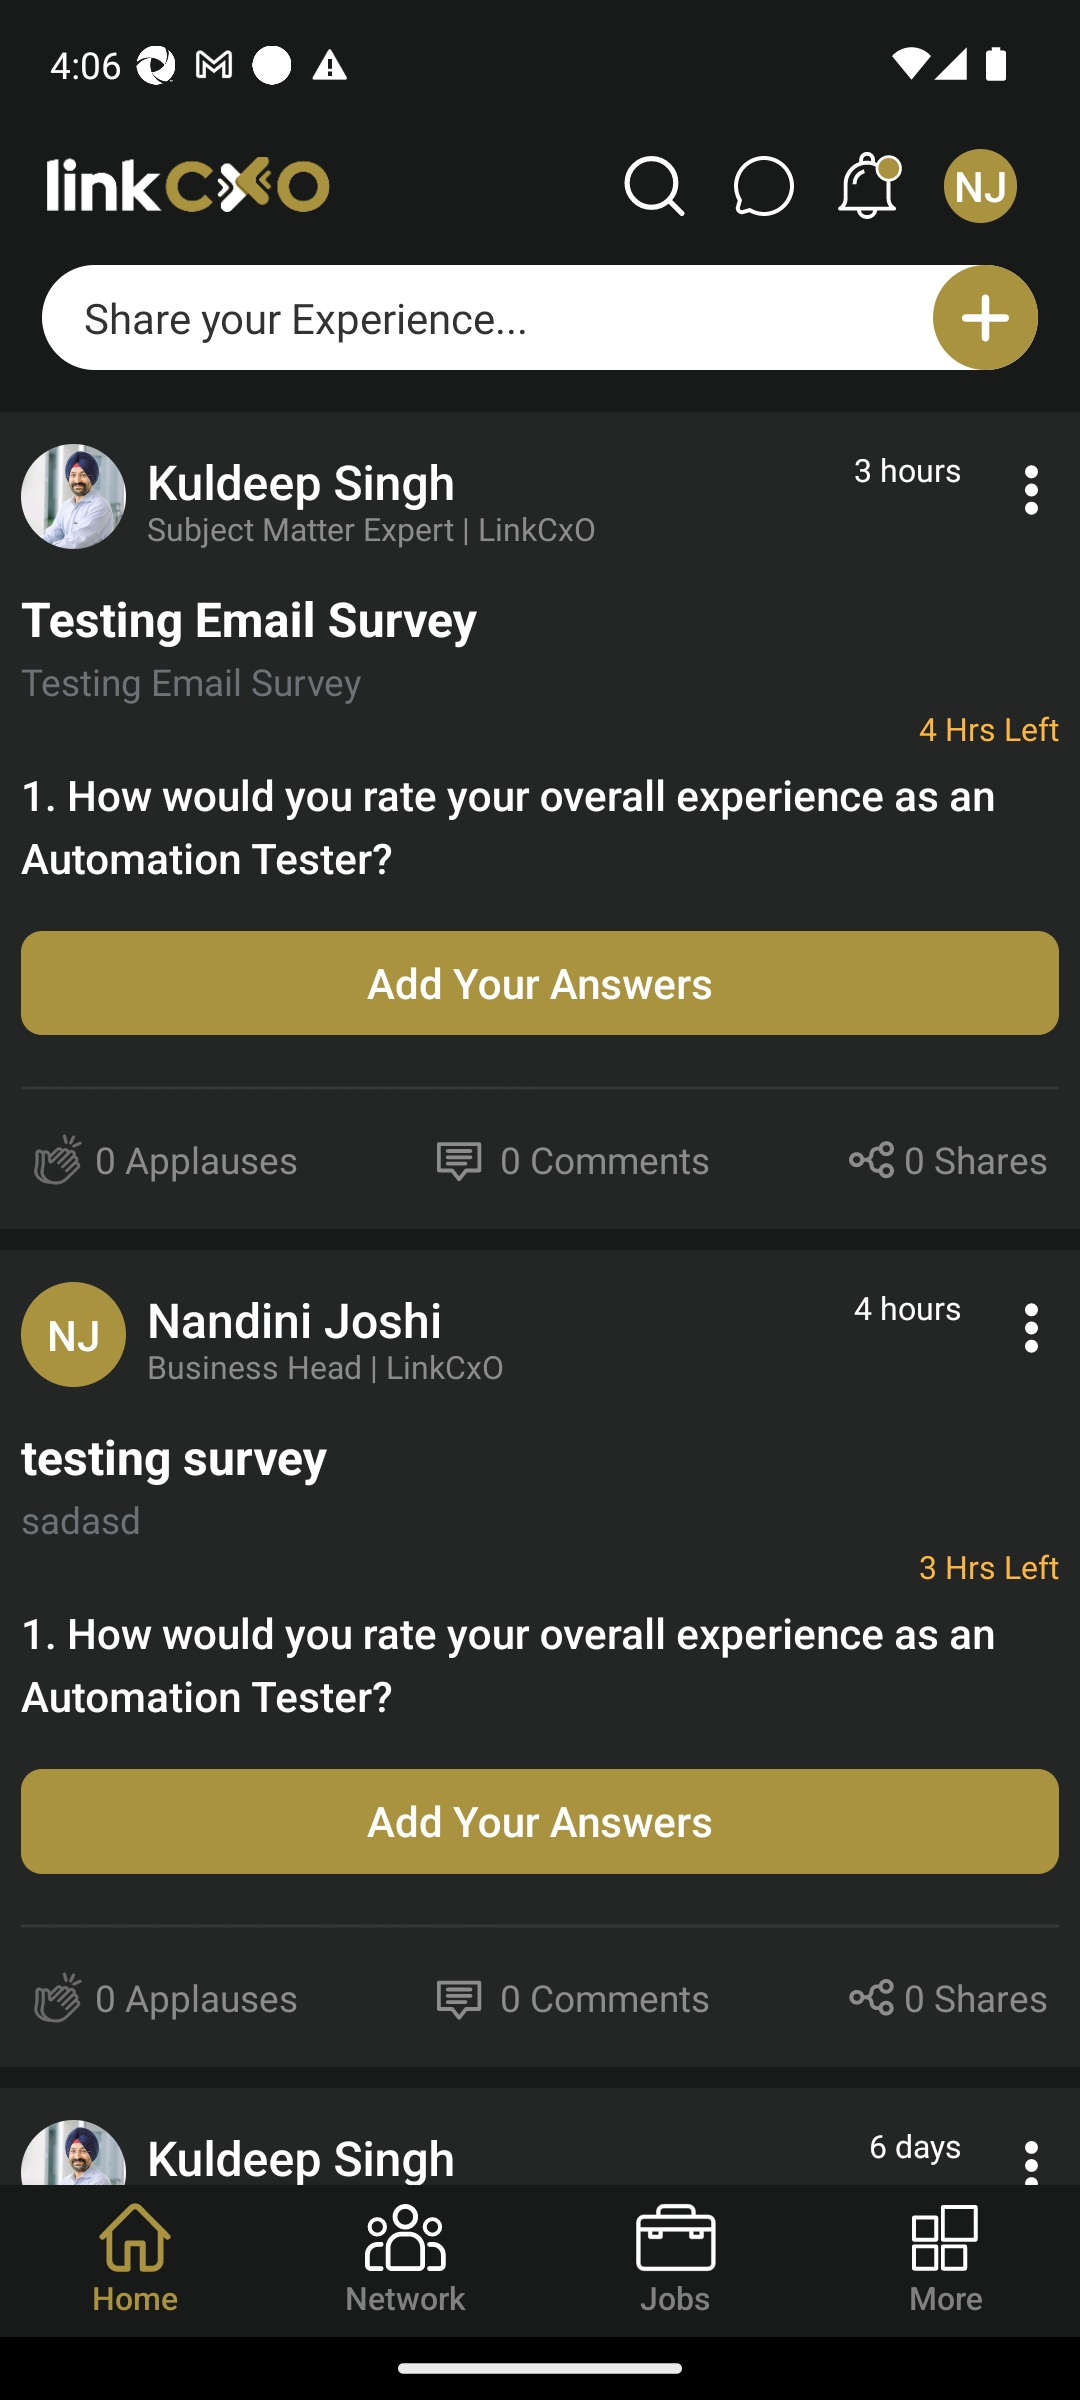 4:06
linkCXO
NJ
Share your Experience...
Kuldeep Singh
3 hours
Subject Matter Expert | LinkCxO
Testing Email Survey
Testing Email Survey
4 Hrs Left
1. How would you rate your overall experience as an
Automation Tester?
Add Your Answers
0 Applauses
0 Comments
0 Shares
NJ
Nandini Joshi
4 hours
Business Head | LinkCxO
testing survey
sadasd
3 Hrs Left
1. How would you rate your overall experience as an
Automation Tester?
Add Your Answers
0 Applauses
0 Comments
0 Shares
Kuldeep Singh
6 days
Home
Network
Jobs
More